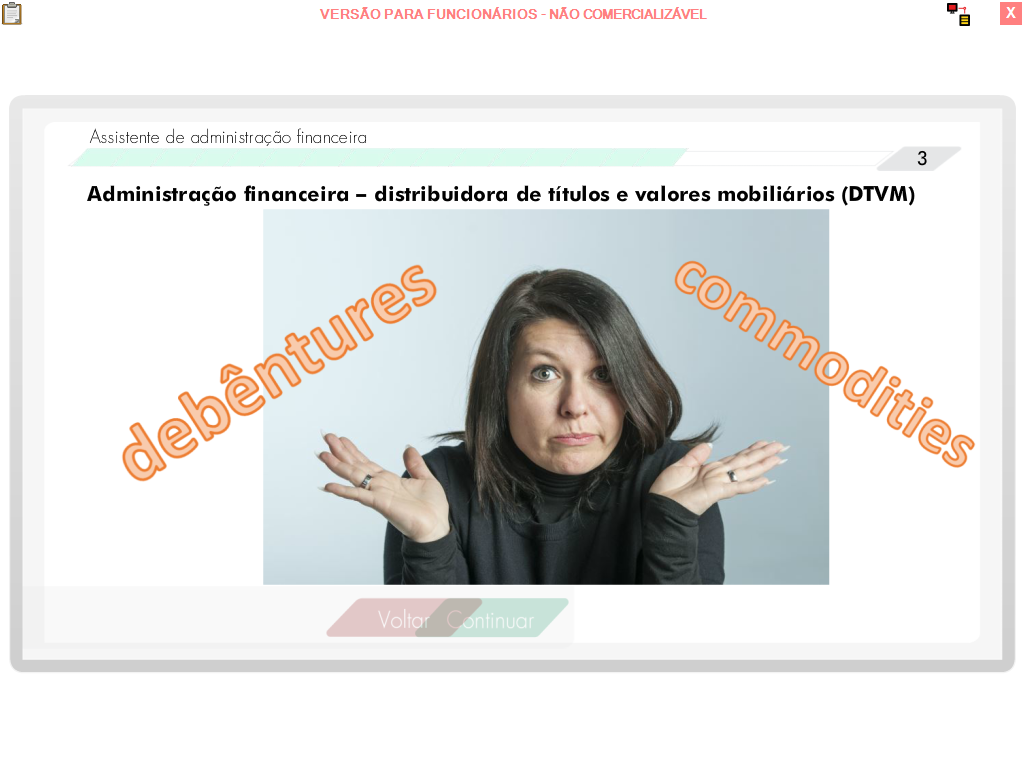 VERSÃO PARA FUNCIONÁRIOS - NÃO COMERCIALIZÁVEL
X
Assistente de administração financeira
3
Administração financeira – distribuidora de títulos e valores mobiliários (DTVM)
debêntures
commodities
Voltar
Continuar